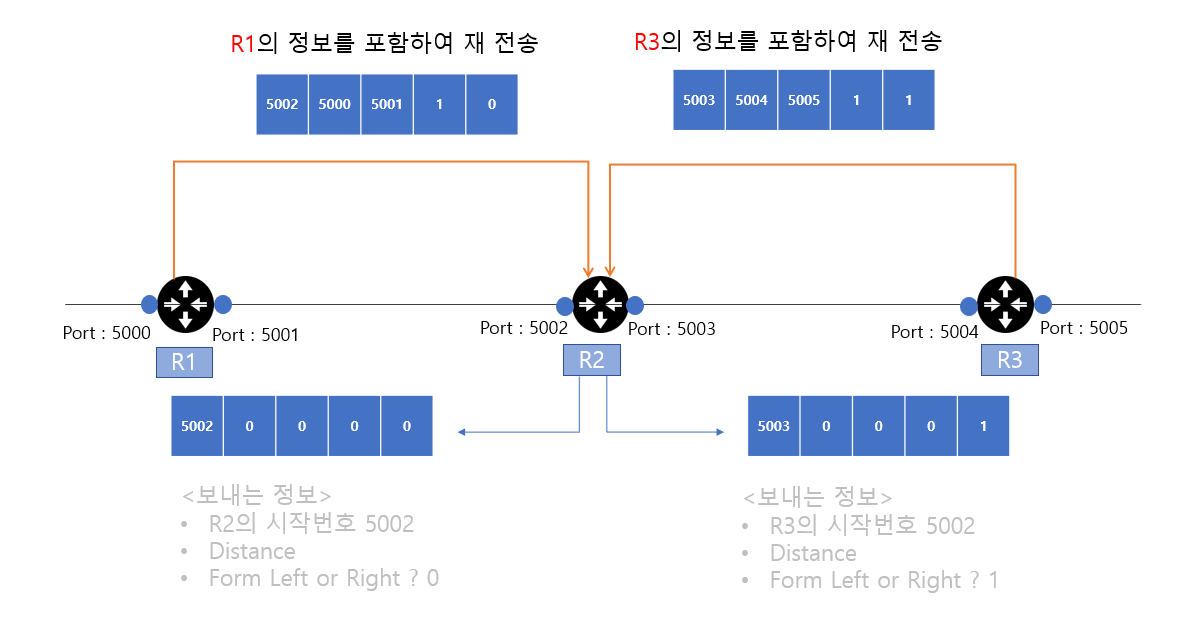 R1의 정보를 포함하여 재 전송
R3의 정보를 포함하여 재 전송
5002 5000 5001 1 0
5003 5004 5005 1 1
Port : 5000
Port : 5001
Port : 5002
Port : 5003
Port : 5004
Port : 5005
R1
R2
R3
5002 0 0 0 0
5003 0 0 0 1
<보내는 정보>
• R2의 시작번호 5002
• Distance
• Form Left or Right ? 0
<보내는 정보>
• R3의 시작번호 5002
• Distance
• Form Left or Right ? 1